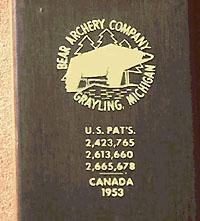 BEAR ARCHERY COMPANY
GRAYLING, MICHIGAN
U.S. PAT'S.
2,423,765
2,613,660
2,665,678
CANADA
1953